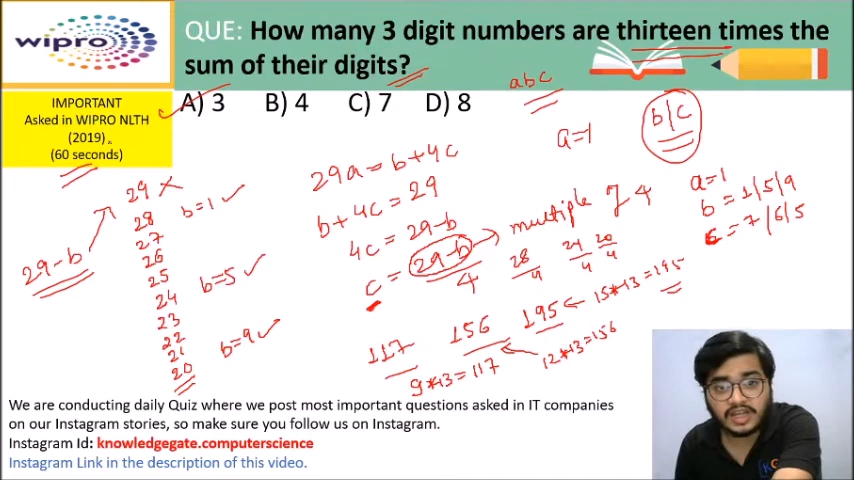 wipro
QUE: How many 3 digit numbers are thirteen times the
sum of their digits?
IMPORTANT
Asked in WIPRO NLTH
(2019)
(60 seconds)
A) 3 B) 4 C) 7 D) 8
abc
a=1
b/c
29a = b+4c
b+4c = 29
4c = 29-b
c = 29-b
4
multiple of 4
28/4 24/4 20/4
a=1
b = 1/5/9
c = 7/6/5
29-b
29 ×
28 b=1 ✓
27
26
25
24 b=5 ✓
23
22
21 b=9 ✓
20
117 156 195 ← 15*13=195
9*13=117
12*13=156
We are conducting daily Quiz where we post most important questions asked in IT companies
on our Instagram stories, so make sure you follow us on Instagram.
Instagram Id: knowledgegate.computerscience
Instagram Link in the description of this video.
KG